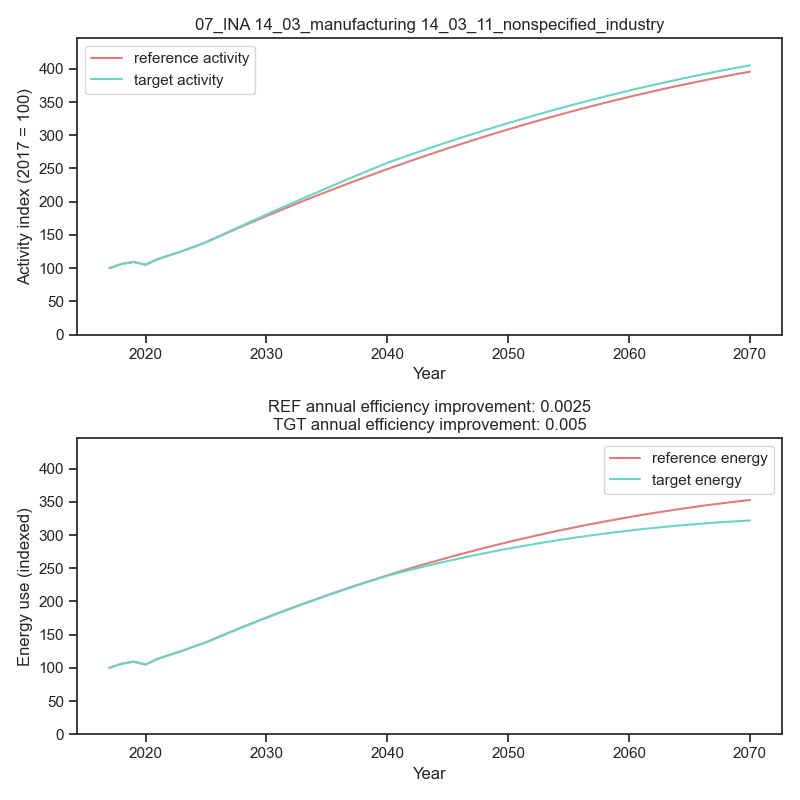 07_INA 14_03_manufacturing 14_03_11_nonspecified_industry
reference activity
target activity
Activity index (2017 = 100)
400
350
300
250
200
150
100
50
0
2020 2030 2040 2050 2060 2070
Year
REF annual efficiency improvement: 0.0025
TGT annual efficiency improvement: 0.005
reference energy
target energy
Energy use (indexed)
400
350
300
250
200
150
100
50
0
2020 2030 2040 2050 2060 2070
Year